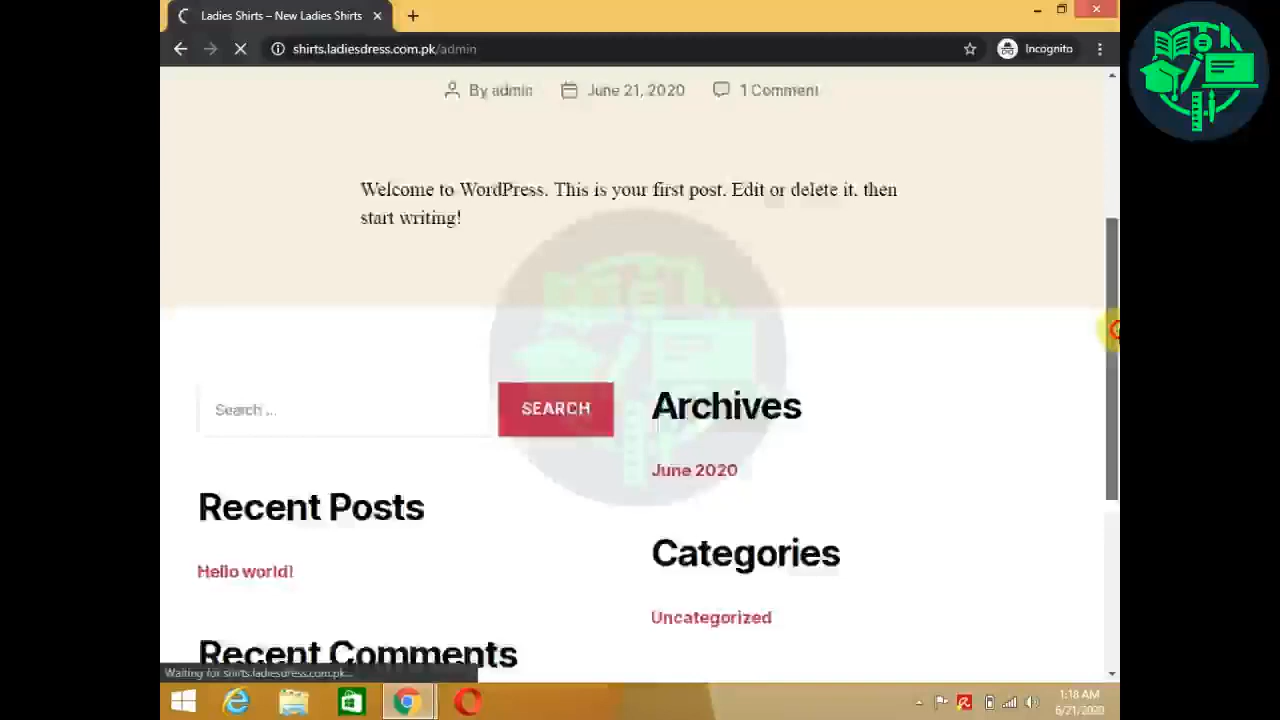 Ladies Shirts – New Ladies Shirts
shirts.ladiesdress.com.pk/admin
Incognito
By admin
June 21, 2020
1 Comment
Welcome to WordPress. This is your first post. Edit or delete it, then
start writing!
Search …
SEARCH
Archives
June 2020
Recent Posts
Categories
Hello world!
Uncategorized
Recent Comments
Waiting for shirts.ladiesdress.com.pk...
1:18 AM
6/21/2020